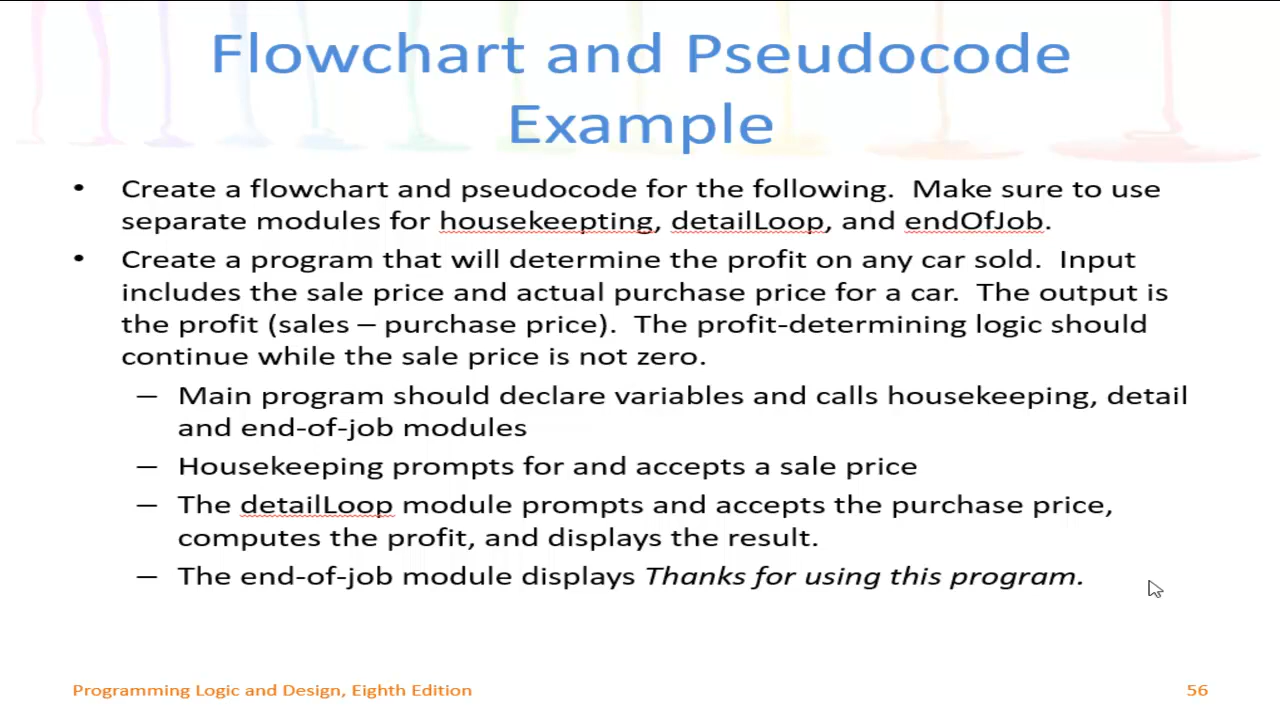 Flowchart and Pseudocode
Example
• Create a flowchart and pseudocode for the following.  Make sure to use
separate modules for housekeepting, detailLoop, and endOfJob.
• Create a program that will determine the profit on any car sold.  Input
includes the sale price and actual purchase price for a car.  The output is
the profit (sales – purchase price).  The profit-determining logic should
continue while the sale price is not zero.
– Main program should declare variables and calls housekeeping, detail
and end-of-job modules
– Housekeeping prompts for and accepts a sale price
– The detailLoop module prompts and accepts the purchase price,
computes the profit, and displays the result.
– The end-of-job module displays Thanks for using this program.
Programming Logic and Design, Eighth Edition
56